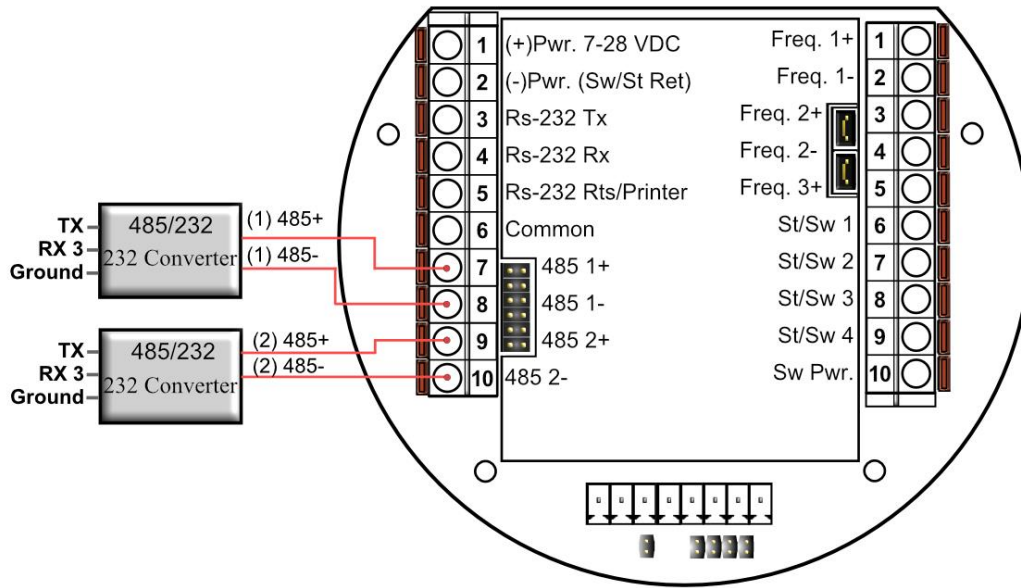 1 (+)Pwr. 7-28 VDC
2 (-)Pwr. (Sw/St Ret)
3 Rs-232 Tx
4 Rs-232 Rx
5 Rs-232 Rts/Printer
6 Common
7 485 1+
8 485 1-
9 485 2+
10 485 2-
Freq. 1+ 1
Freq. 1- 2
Freq. 2+ 3
Freq. 2- 4
Freq. 3+ 5
St/Sw 1 6
St/Sw 2 7
St/Sw 3 8
St/Sw 4 9
Sw Pwr. 10
TX
RX 3
Ground
485/232
232 Converter
(1) 485+
(1) 485-
TX
RX 3
Ground
485/232
232 Converter
(2) 485+
(2) 485-